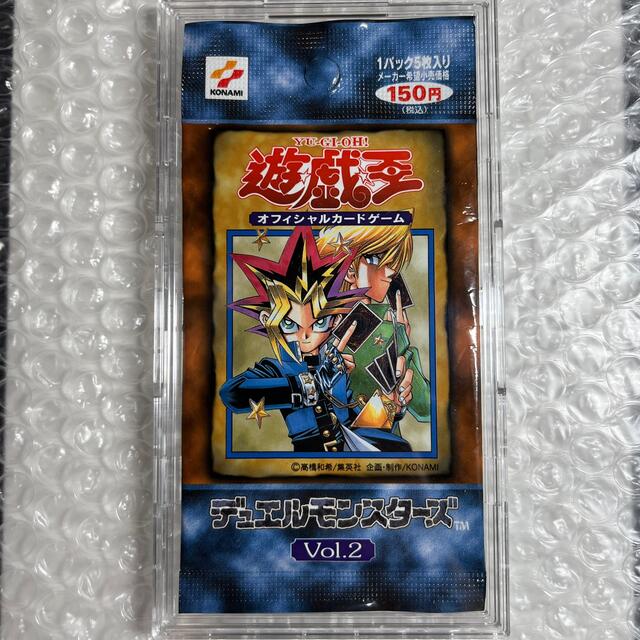 KONAMI
1パック5枚入り
メーカー希望小売価格
150円
(税込)
YU-GI-OH!
遊戯王
オフィシャルカードゲーム
©高橋和希/集英社 企画・制作/KONAMI
デュエルモンスターズ™
Vol.2